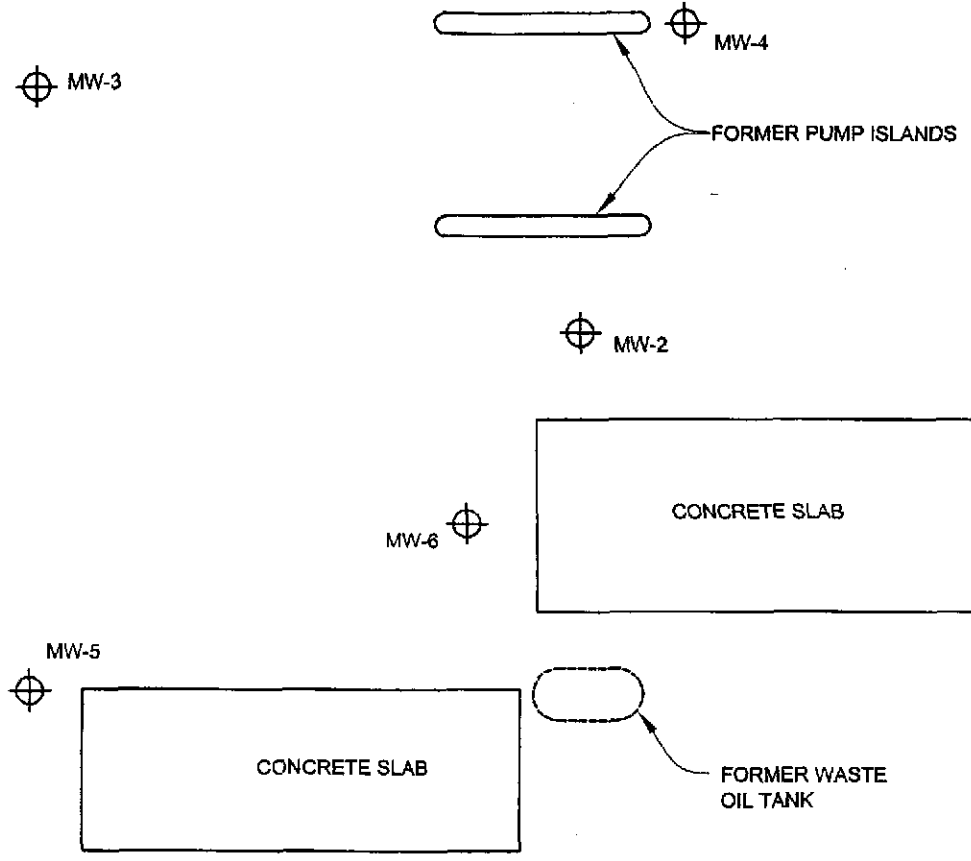 MW-4
MW-3
FORMER PUMP ISLANDS
MW-2
CONCRETE SLAB
MW-6
MW-5
CONCRETE SLAB
FORMER WASTE
OIL TANK